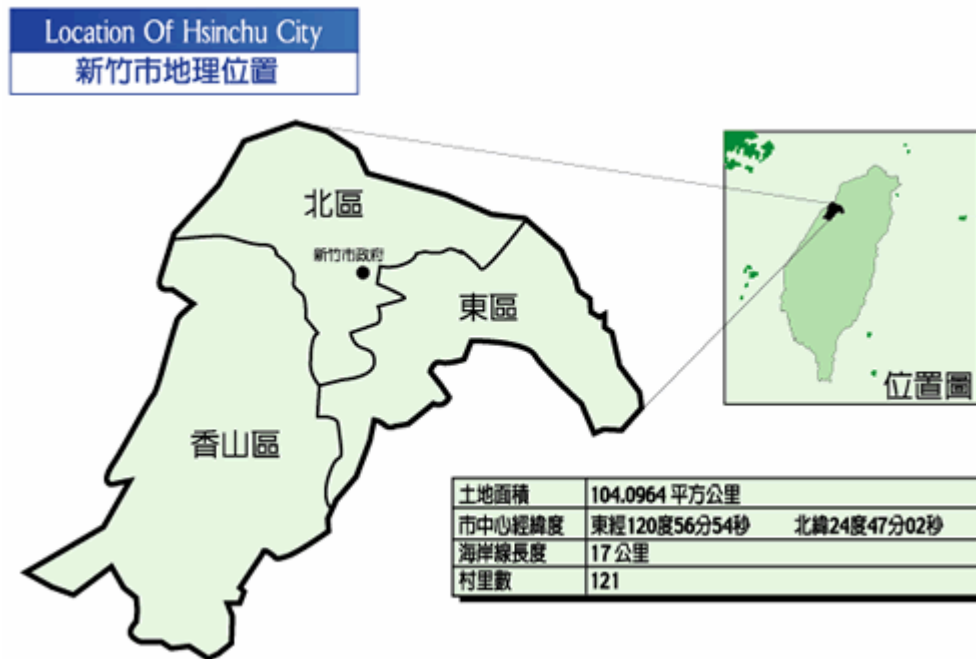 Location Of Hsinchu City
新竹市地理位置
北區
新竹市政府
東區
香山區
位置圖
土地面積 104.0964 平方公里
市中心經緯度 東經120度56分54秒 北緯24度47分02秒
海岸線長度 17 公里
村里數 121